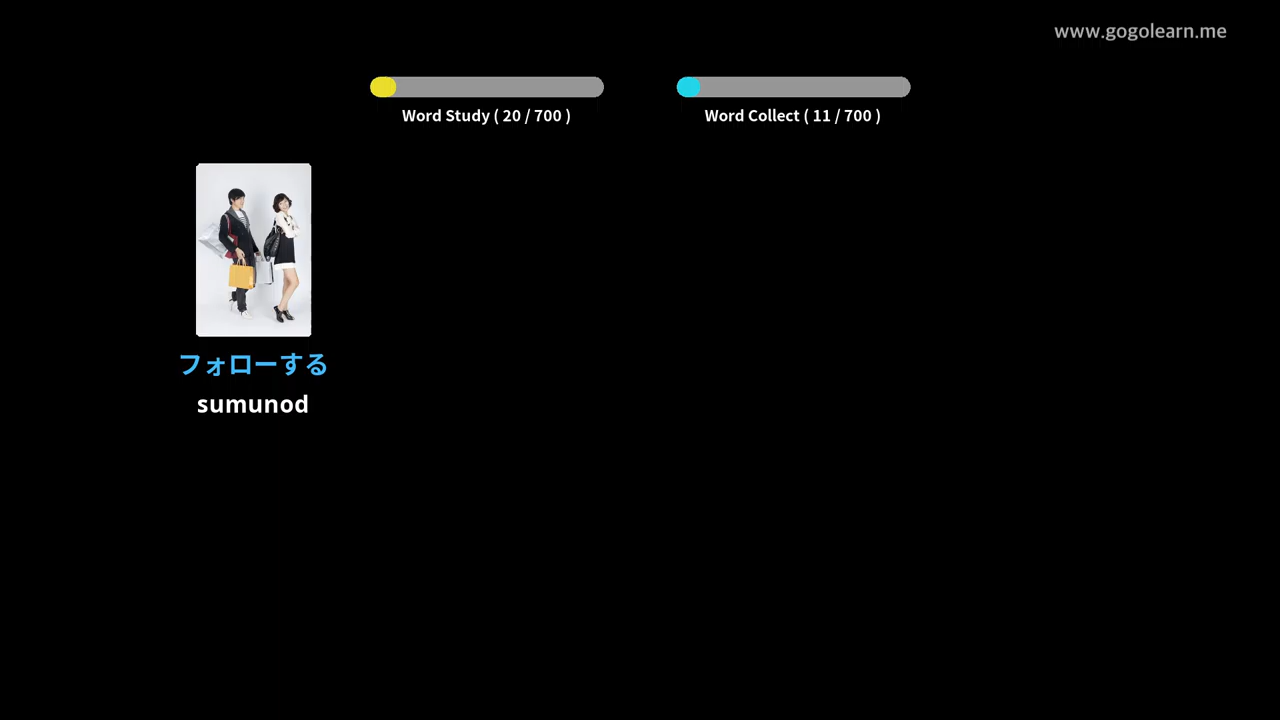 www.gogolearn.me
Word Study ( 20 / 700 )
Word Collect ( 11 / 700 )
フォローする
sumunod